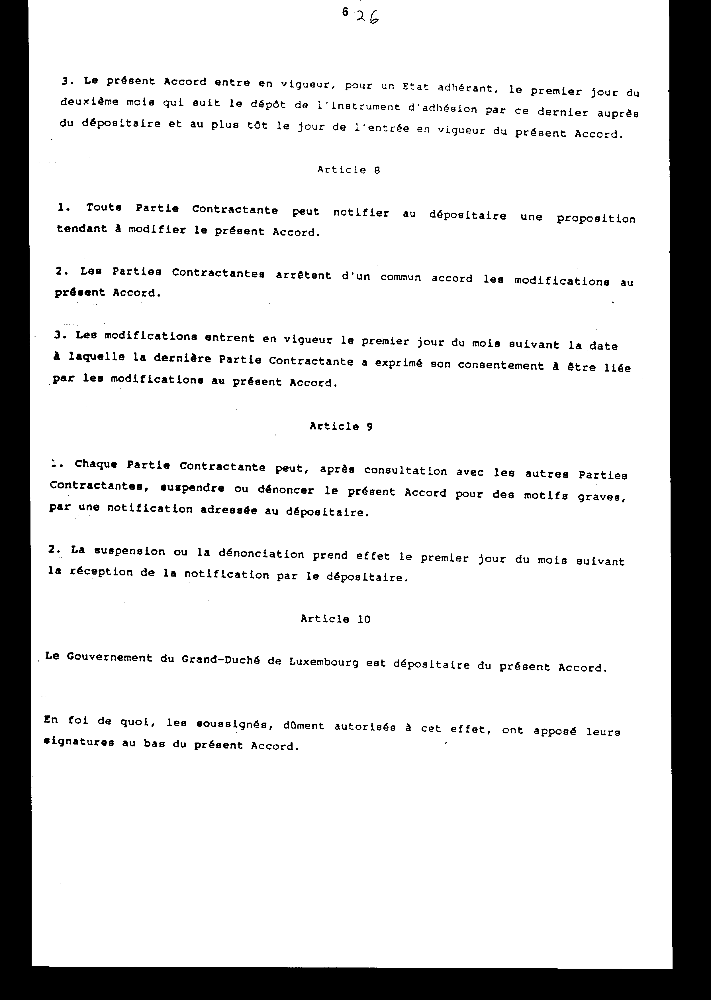 6 26
3. Le présent Accord entre en vigueur, pour un Etat adhérant, le premier jour du
deuxième mois qui suit le dépôt de l'instrument d'adhésion par ce dernier auprès
du dépositaire et au plus tôt le jour de l'entrée en vigueur du présent Accord.
Article 8
1. Toute Partie Contractante peut notifier au dépositaire une proposition
tendant à modifier le présent Accord.
2. Les Parties Contractantes arrêtent d'un commun accord les modifications au
présent Accord.
3. Les modifications entrent en vigueur le premier jour du mois suivant la date
à laquelle la dernière Partie Contractante a exprimé son consentement à être liée
par les modifications au présent Accord.
Article 9
1. Chaque Partie Contractante peut, après consultation avec les autres Parties
Contractantes, suspendre ou dénoncer le présent Accord pour des motifs graves,
par une notification adressée au dépositaire.
2. La suspension ou la dénonciation prend effet le premier jour du mois suivant
la réception de la notification par le dépositaire.
Article 10
Le Gouvernement du Grand-Duché de Luxembourg est dépositaire du présent Accord.
En foi de quoi, les soussignés, dûment autorisés à cet effet, ont apposé leurs
signatures au bas du présent Accord.